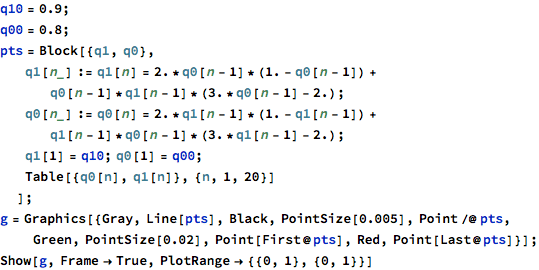 q10 = 0.9;
q00 = 0.8;
pts = Block[{q1, q0},
q1[n_] := q1[n] = 2. * q0[n - 1] * (1. - q0[n - 1]) +
q0[n - 1] * q1[n - 1] * (3. * q0[n - 1] - 2.);
q0[n_] := q0[n] = 2. * q1[n - 1] * (1. - q1[n - 1]) +
q1[n - 1] * q0[n - 1] * (3. * q1[n - 1] - 2.);
q1[1] = q10; q0[1] = q00;
Table[{q0[n], q1[n]}, {n, 1, 20}]
];
g = Graphics[{Gray, Line[pts], Black, PointSize[0.005], Point /@ pts,
Green, PointSize[0.02], Point[First@pts], Red, Point[Last@pts]}];
Show[g, Frame → True, PlotRange → {{0, 1}, {0, 1}}]